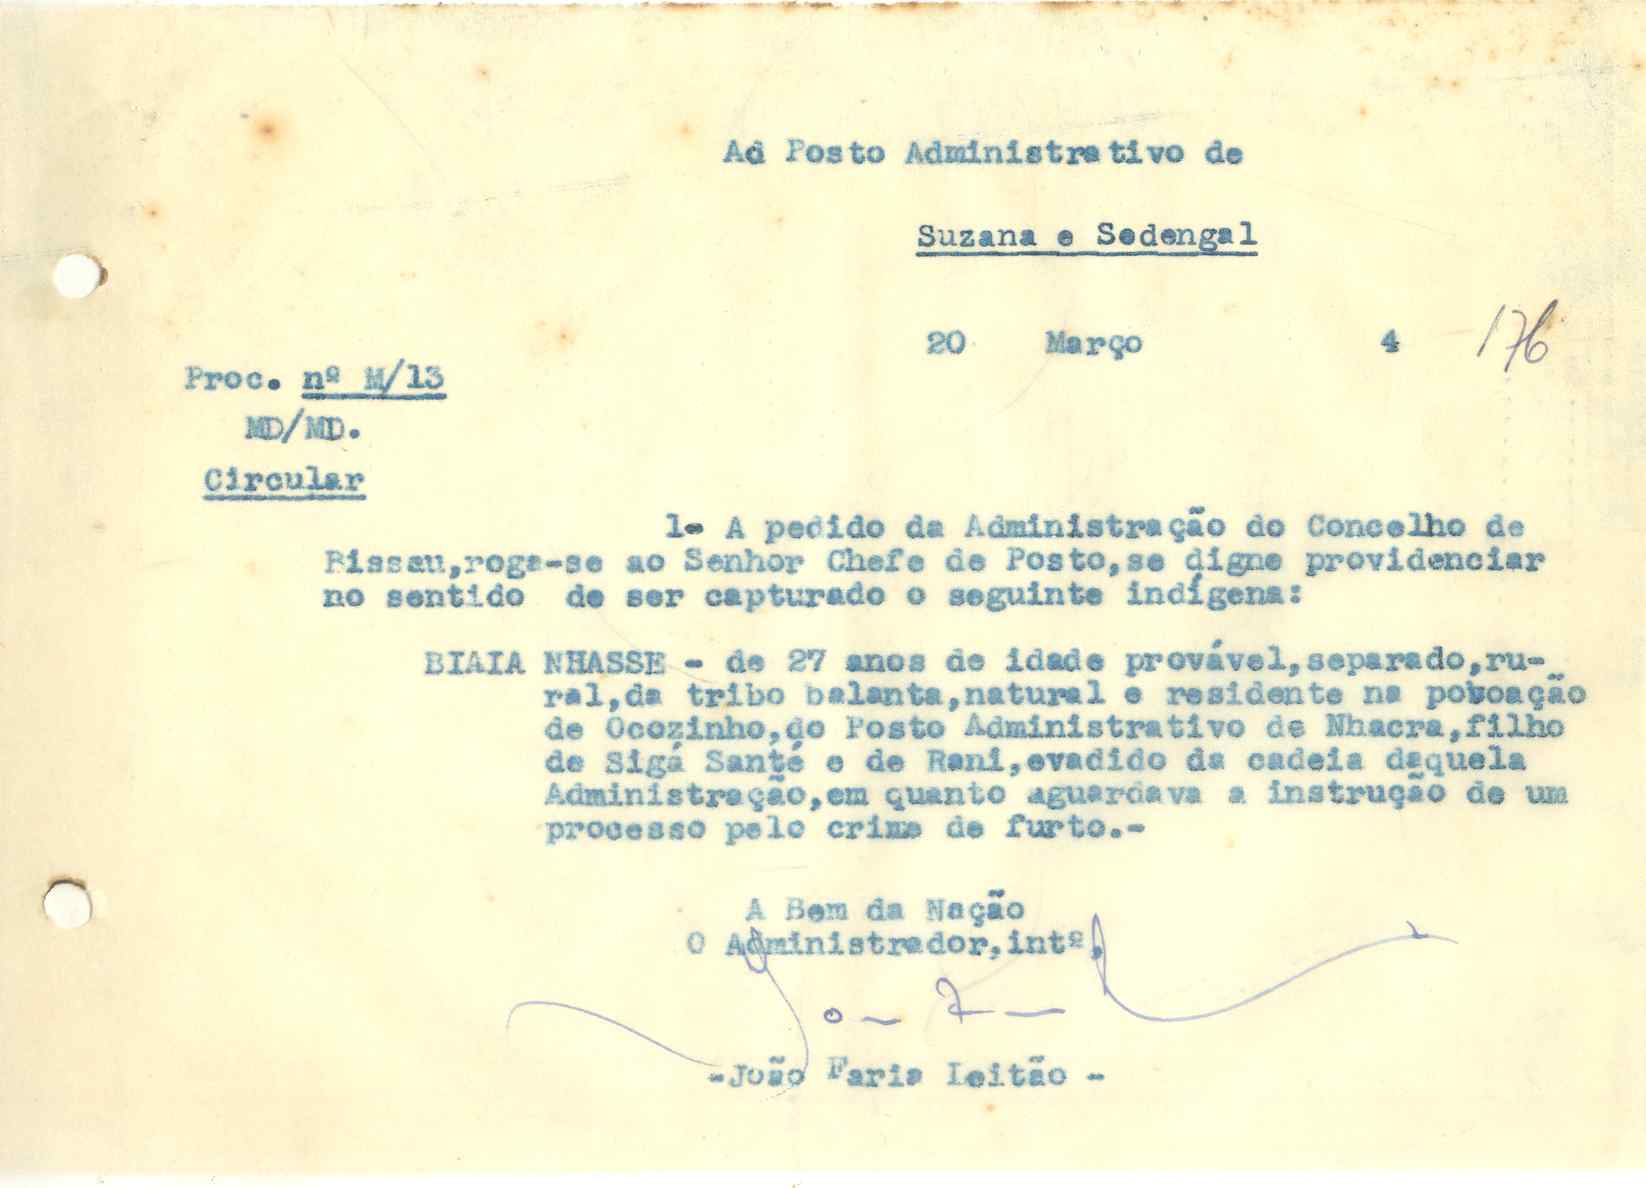 Ad Posto Administrativo de
Suzana e Sedengal
20 Março 4 176
Proc. nº M/13
MD/MD.
Circular
1- A pedido da Administração do Concelho de
Bissau,roga-se ao Senhor Chefe de Posto,se digne providenciar
no sentido de ser capturado o seguinte indígena:
BIAIA NHASSE - de 27 anos de idade provável,separado,ru-
ral,da tribo balanta,natural e residente na povoação
de Ocozinho,do Posto Administrativo de Nhacra,filho
de Sigá Santé e de Rani,evadido da cadeia daquela
Administração,em quanto aguardava a instrução de um
processo pelo crime de furto.-
A Bem da Nação
O Administrador,intº,
-João Faria Leitão -